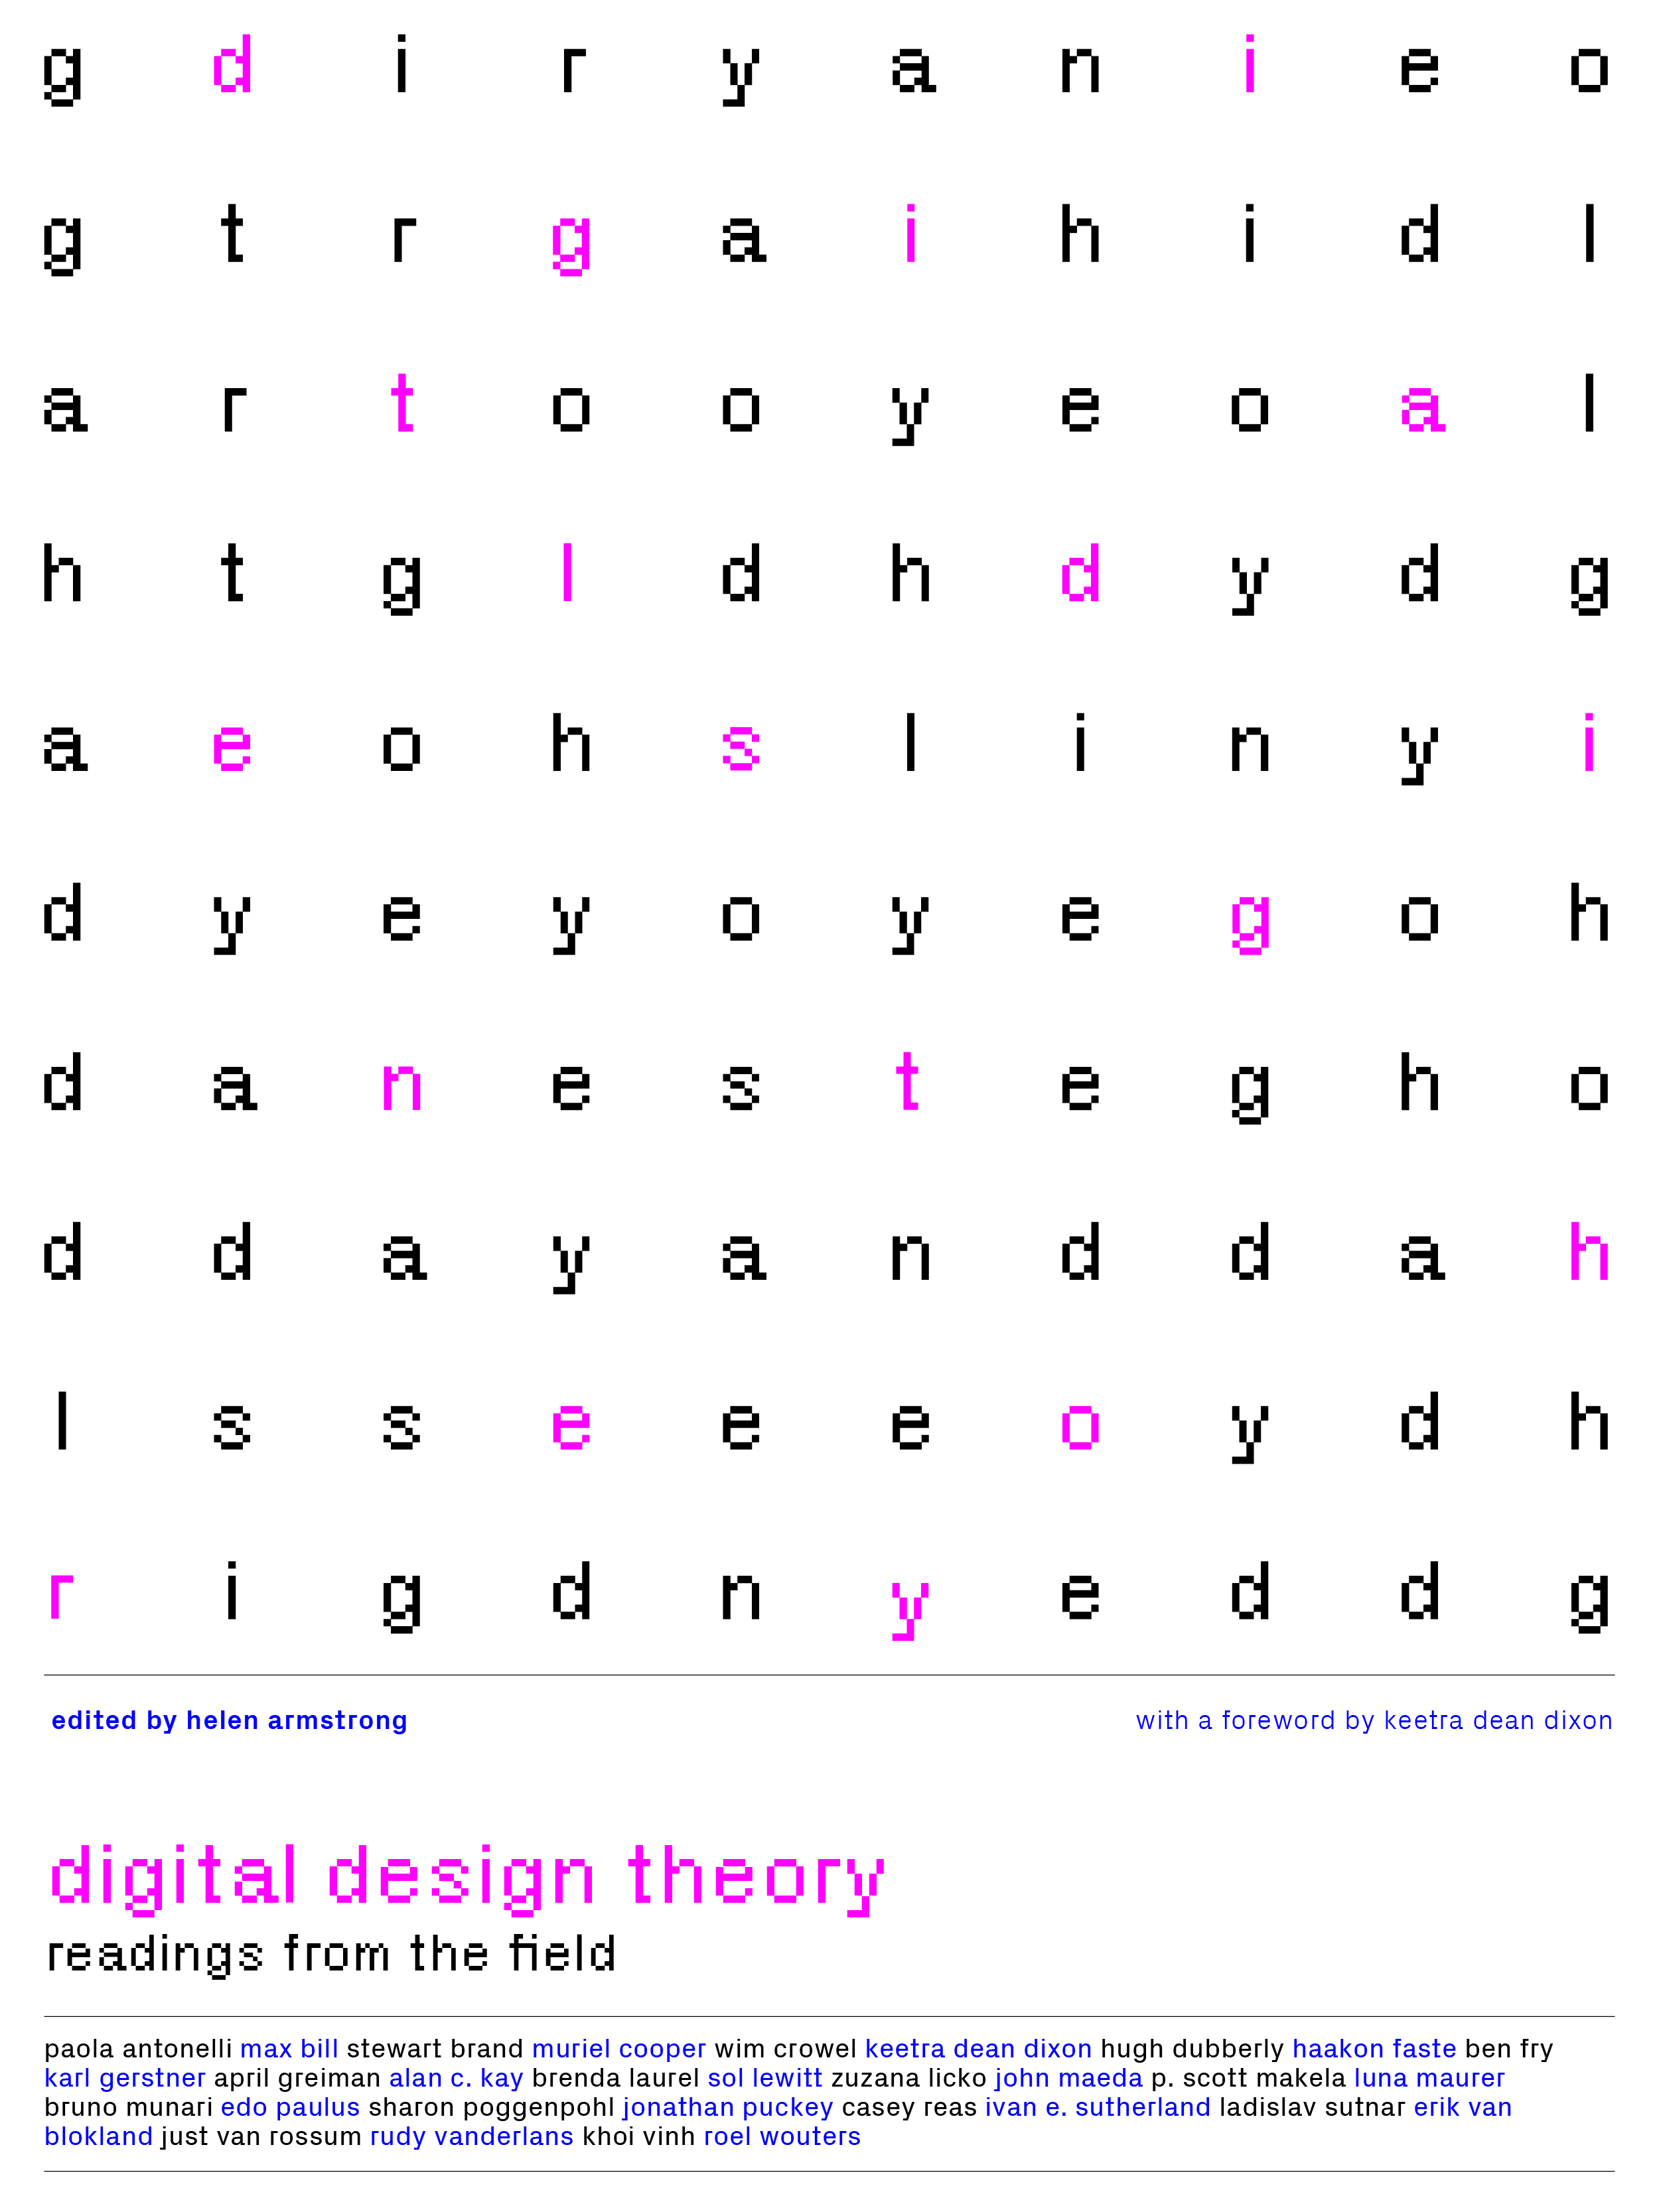 g d i r y a n i e o
g t r g a i h i d l
a r t o o y e o a l
h t g l d h d y d g
a e o h s l i n y i
d y e y o y e g o h
d a n e s t e g h o
d d a y a n d d a h
l s s e e e o y d h
r i g d n y e d d g
edited by helen armstrong
with a foreword by keetra dean dixon
digital design theory
readings from the field
paola antonelli max bill stewart brand muriel cooper wim crowel keetra dean dixon hugh dubberly haakon faste ben fry
karl gerstner april greiman alan c. kay brenda laurel sol lewitt zuzana licko john maeda p. scott makela luna maurer
bruno munari edo paulus sharon poggenpohl jonathan puckey casey reas ivan e. sutherland ladislav sutnar erik van
blokland just van rossum rudy vanderlans khoi vinh roel wouters